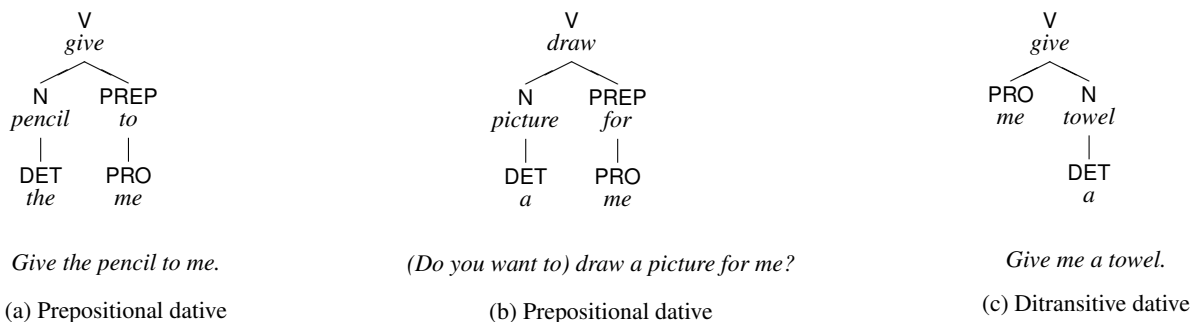 V V V
give draw give
N PREP N PREP PRO N
pencil to picture for me towel
DET PRO DET PRO DET
the me a me a
Give the pencil to me. (Do you want to) draw a picture for me? Give me a towel.
(a) Prepositional dative (b) Prepositional dative (c) Ditransitive dative